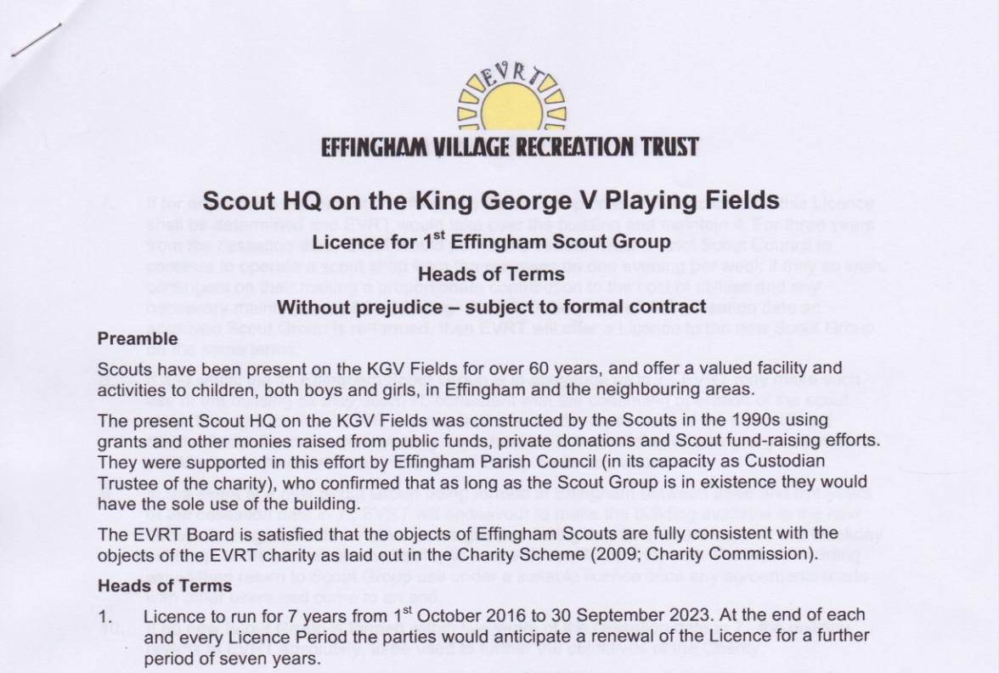 EVRT
EFFINGHAM VILLAGE RECREATION TRUST
Scout HQ on the King George V Playing Fields
Licence for 1st Effingham Scout Group
Heads of Terms
Without prejudice – subject to formal contract
Preamble
Scouts have been present on the KGV Fields for over 60 years, and offer a valued facility and
activities to children, both boys and girls, in Effingham and the neighbouring areas.
The present Scout HQ on the KGV Fields was constructed by the Scouts in the 1990s using
grants and other monies raised from public funds, private donations and Scout fund-raising efforts.
They were supported in this effort by Effingham Parish Council (in its capacity as Custodian
Trustee of the charity), who confirmed that as long as the Scout Group is in existence they would
have the sole use of the building.
The EVRT Board is satisfied that the objects of Effingham Scouts are fully consistent with the
objects of the EVRT charity as laid out in the Charity Scheme (2009; Charity Commission).
Heads of Terms
1. Licence to run for 7 years from 1st October 2016 to 30 September 2023. At the end of each
and every Licence Period the parties would anticipate a renewal of the Licence for a further
period of seven years.